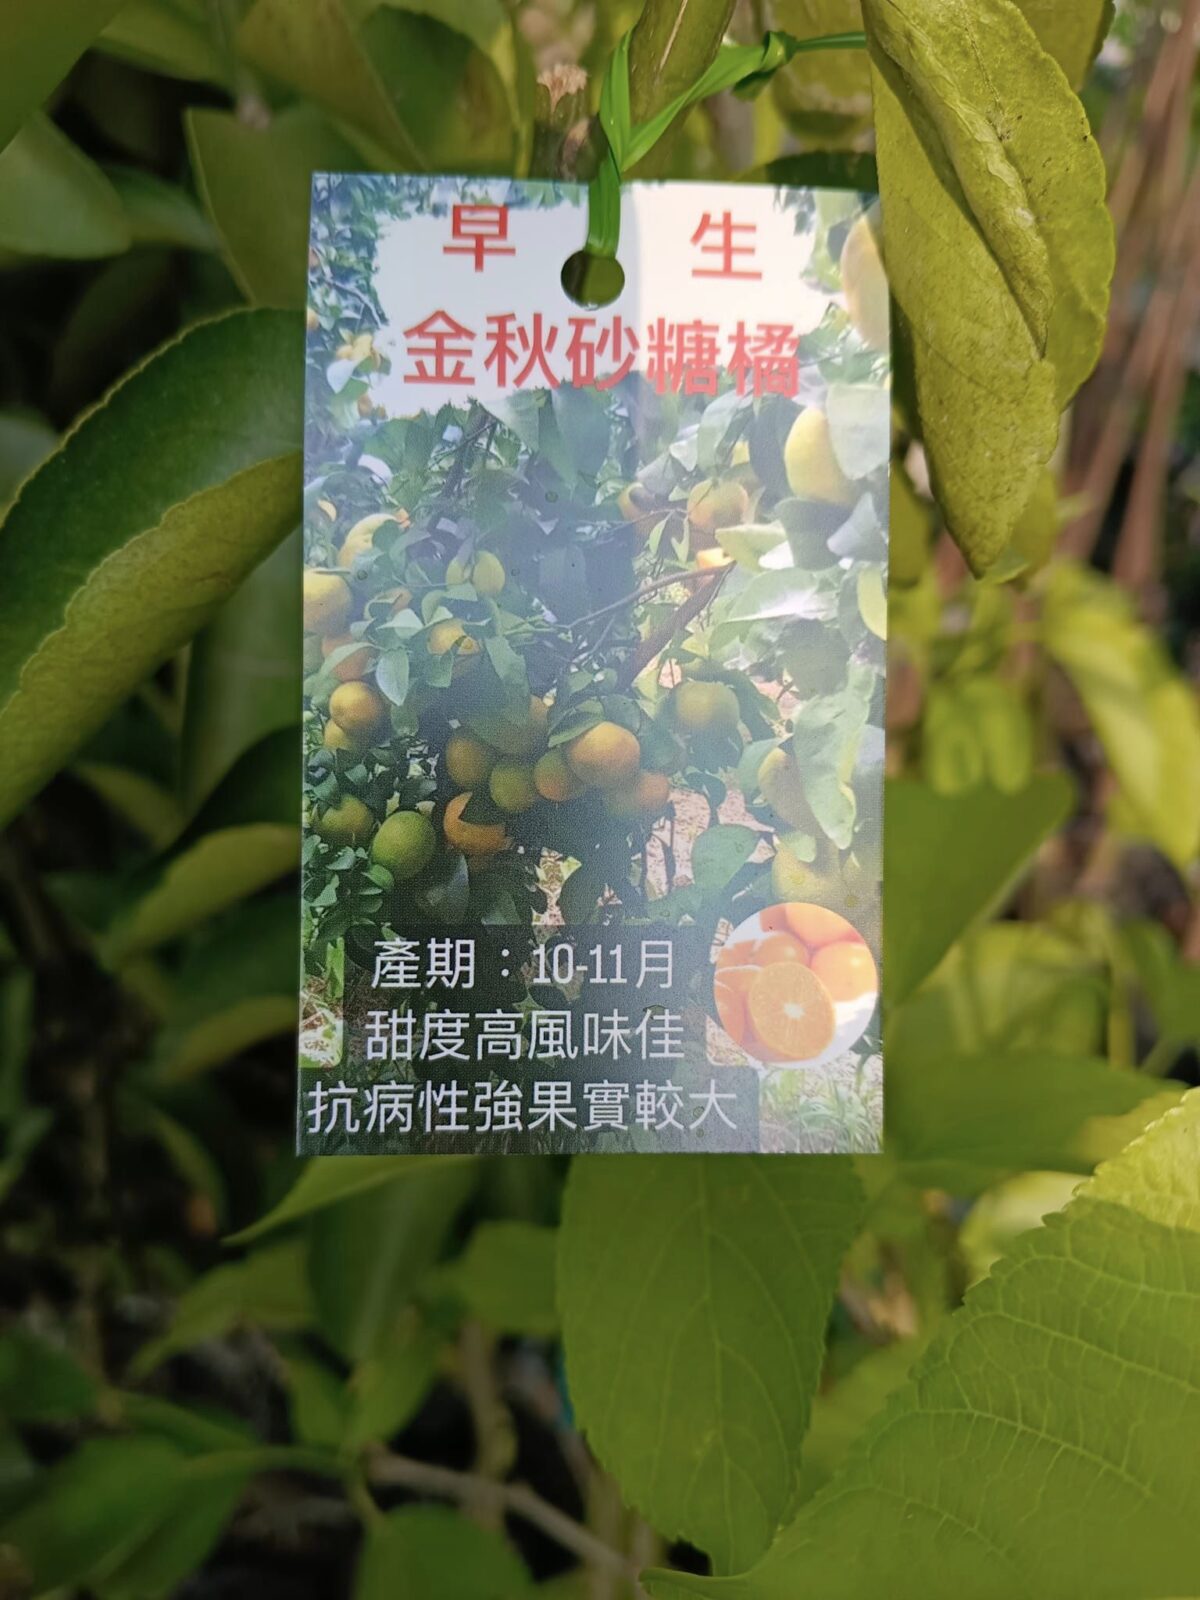 早 生
金秋砂糖橘
產期：10-11月
甜度高風味佳
抗病性強果實較大